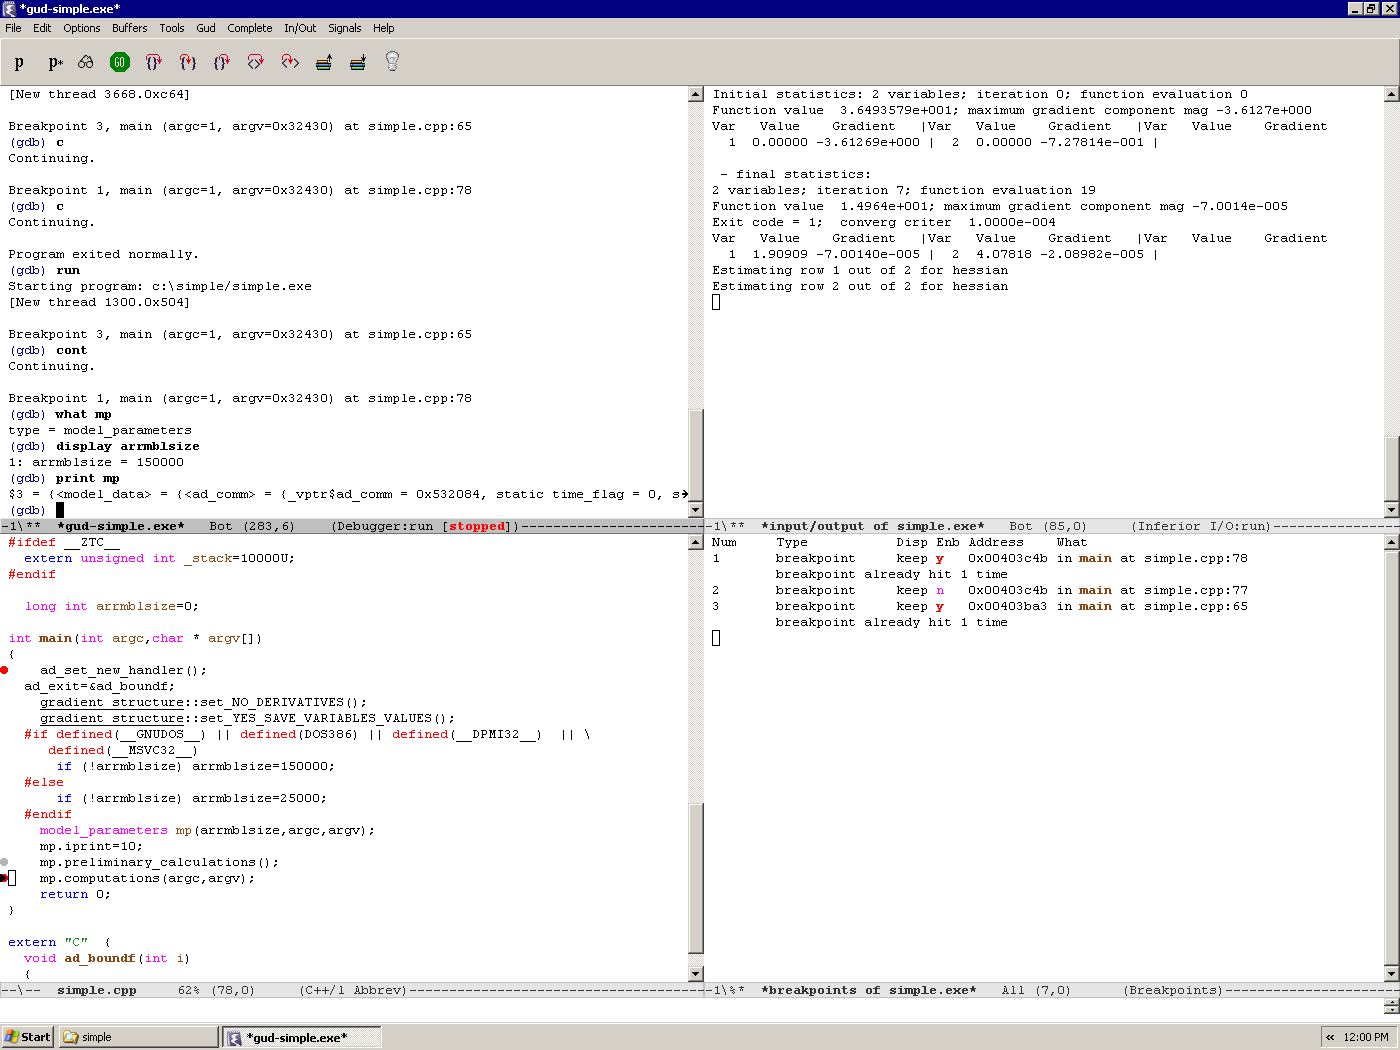 *gud-simple.exe*
File Edit Options Buffers Tools Gud Complete In/Out Signals Help
p p* GO
[New thread 3668.0xc64]
Breakpoint 3, main (argc=1, argv=0x32430) at simple.cpp:65
(gdb) c
Continuing.
Breakpoint 1, main (argc=1, argv=0x32430) at simple.cpp:78
(gdb) c
Continuing.
Program exited normally.
(gdb) run
Starting program: c:\simple/simple.exe
[New thread 1300.0x504]
Breakpoint 3, main (argc=1, argv=0x32430) at simple.cpp:65
(gdb) cont
Continuing.
Breakpoint 1, main (argc=1, argv=0x32430) at simple.cpp:78
(gdb) what mp
type = model_parameters
(gdb) display arrmblsize
1: arrmblsize = 150000
(gdb) print mp
$3 = {<model_data> = {<ad_comm> = {_vptr$ad_comm = 0x532084, static time_flag = 0, s
(gdb)
-1\** *gud-simple.exe* Bot (283,6) (Debugger:run [stopped])----------------------
Initial statistics: 2 variables; iteration 0; function evaluation 0
Function value 3.6493579e+001; maximum gradient component mag -3.6127e+000
Var Value Gradient |Var Value Gradient |Var Value Gradient
1 0.00000 -3.61269e+000 | 2 0.00000 -7.27814e-001 |
- final statistics:
2 variables; iteration 7; function evaluation 19
Function value 1.4964e+001; maximum gradient component mag -7.0014e-005
Exit code = 1; converg criter 1.0000e-004
Var Value Gradient |Var Value Gradient |Var Value Gradient
1 1.90909 -7.00140e-005 | 2 4.07818 -2.08982e-005 |
Estimating row 1 out of 2 for hessian
Estimating row 2 out of 2 for hessian
-1\** *input/output of simple.exe* Bot (85,0) (Inferior I/O:run)----------------
#ifdef __ZTC__
extern unsigned int _stack=10000U;
#endif
long int arrmblsize=0;
int main(int argc,char * argv[])
{
ad_set_new_handler();
ad_exit=&ad_boundf;
gradient_structure::set_NO_DERIVATIVES();
gradient_structure::set_YES_SAVE_VARIABLES_VALUES();
#if defined(__GNUDOS__) || defined(DOS386) || defined(__DPMI32__) || \
defined(__MSVC32__)
if (!arrmblsize) arrmblsize=150000;
#else
if (!arrmblsize) arrmblsize=25000;
#endif
model_parameters mp(arrmblsize,argc,argv);
mp.iprint=10;
mp.preliminary_calculations();
mp.computations(argc,argv);
return 0;
}
extern "C" {
void ad_boundf(int i)
{
--\-- simple.cpp 62% (78,0) (C++/l Abbrev)-------------------------------------
Num Type Disp Enb Address What
1 breakpoint keep y 0x00403c4b in main at simple.cpp:78
breakpoint already hit 1 time
2 breakpoint keep n 0x00403c4b in main at simple.cpp:77
3 breakpoint keep y 0x00403ba3 in main at simple.cpp:65
breakpoint already hit 1 time
-1\%* *breakpoints of simple.exe* All (7,0) (Breakpoints)----------------------
Start simple *gud-simple.exe* « 12:00 PM